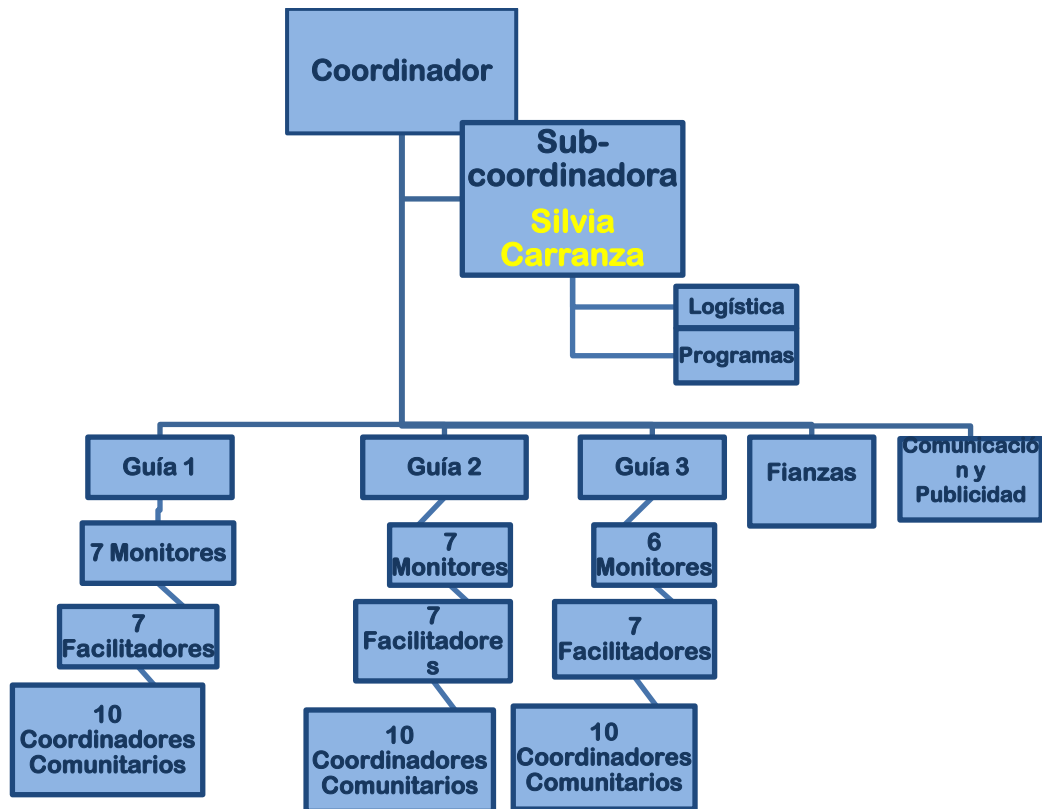 Coordinador
Sub-
coordinadora
Silvia
Carranza
Logística
Programas
Guía 1
Guía 2
Guía 3
Fianzas
Comunicació
n y
Publicidad
7 Monitores
7
Monitores
6
Monitores
7
Facilitadores
7
Facilitadore
s
7
Facilitadores
10
Coordinadores
Comunitarios
10
Coordinadores
Comunitarios
10
Coordinadores
Comunitarios